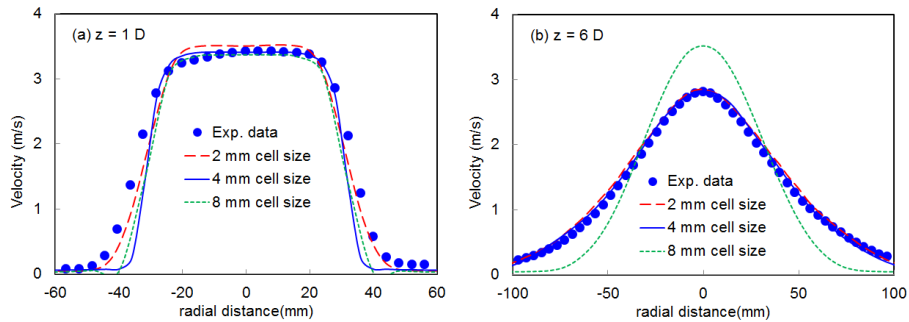 (a) z = 1 D
4
3
2
1
0
Velocity (m/s)
Exp. data
2 mm cell size
4 mm cell size
8 mm cell size
-60 -40 -20 0 20 40 60
radial distance(mm)
(b) z = 6 D
4
3
2
1
0
Velocity (m/s)
Exp. data
2 mm cell size
4 mm cell size
8 mm cell size
-100 -50 0 50 100
radial distance(mm)